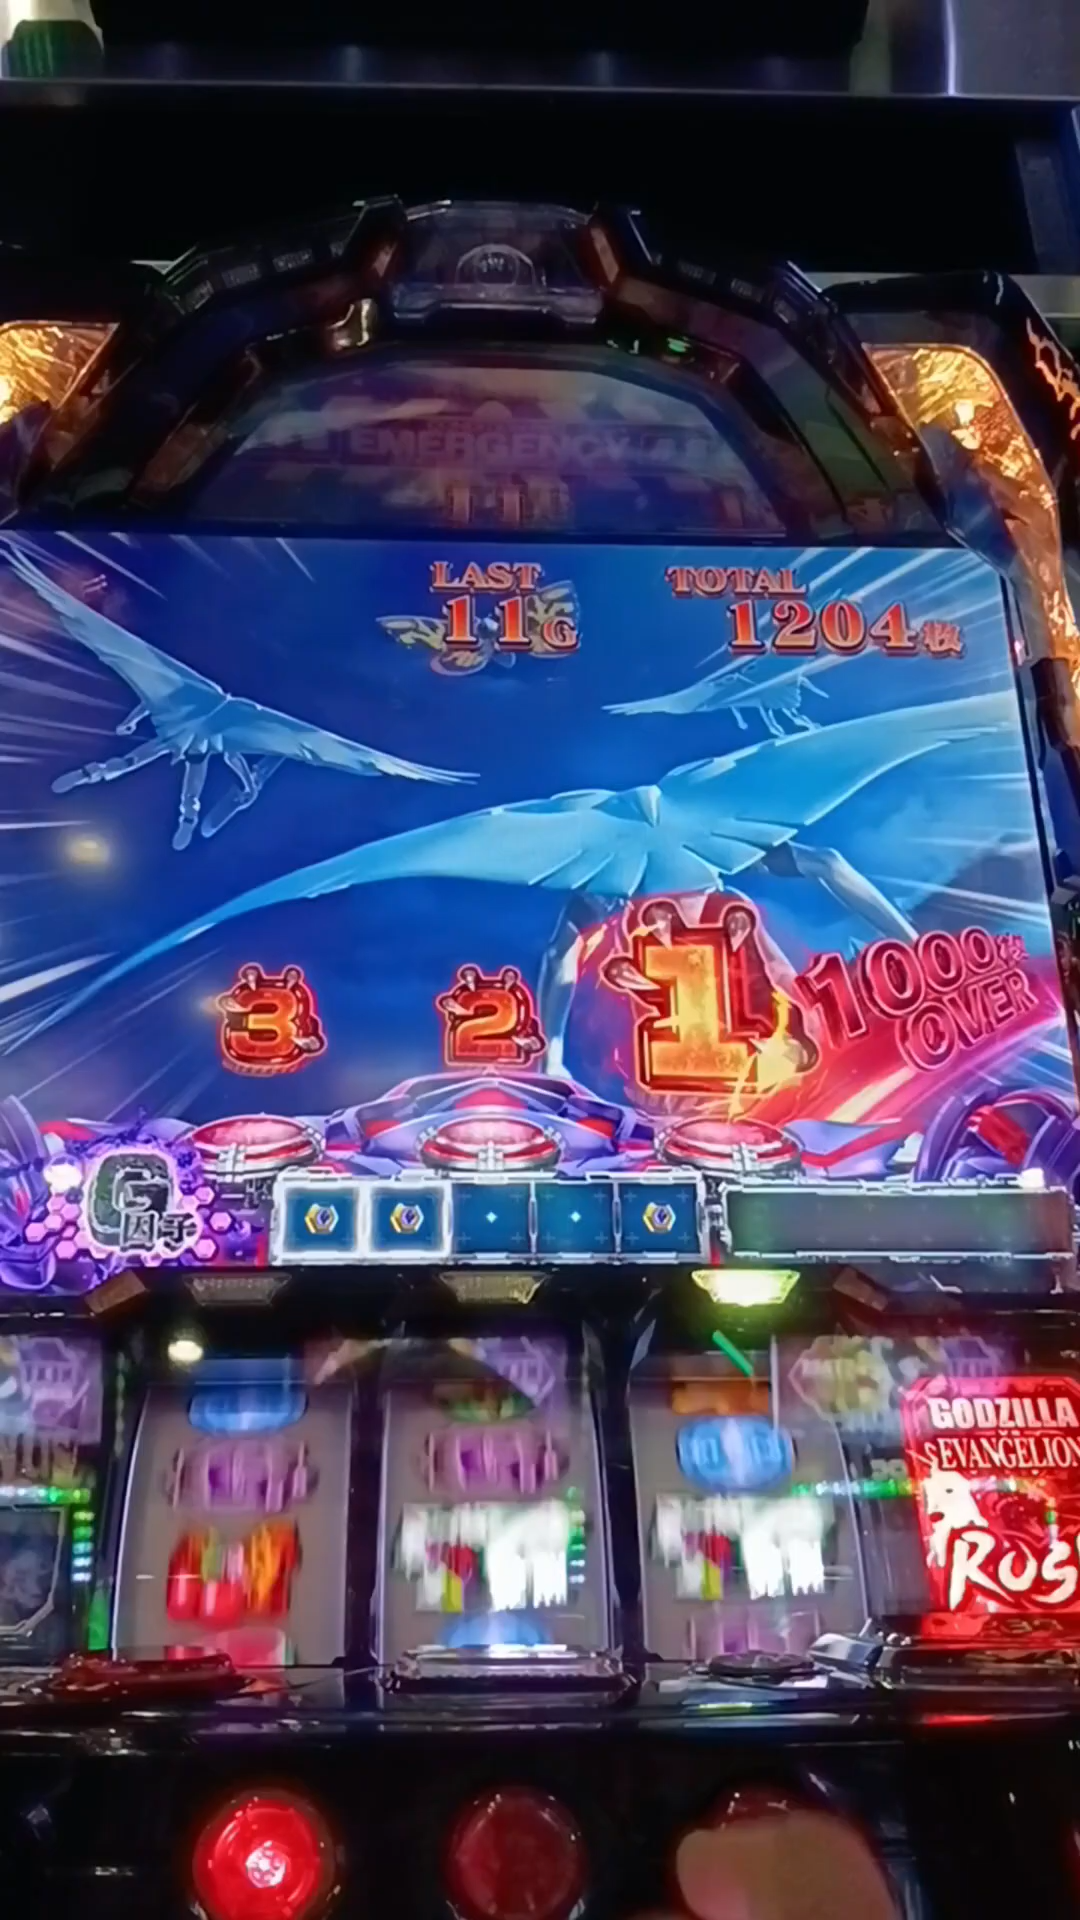 EMERGENCY
11
LAST
11G
TOTAL
1204枚
3
2
1
1000枚
OVER
G
因子
GODZILLA
EVANGELION